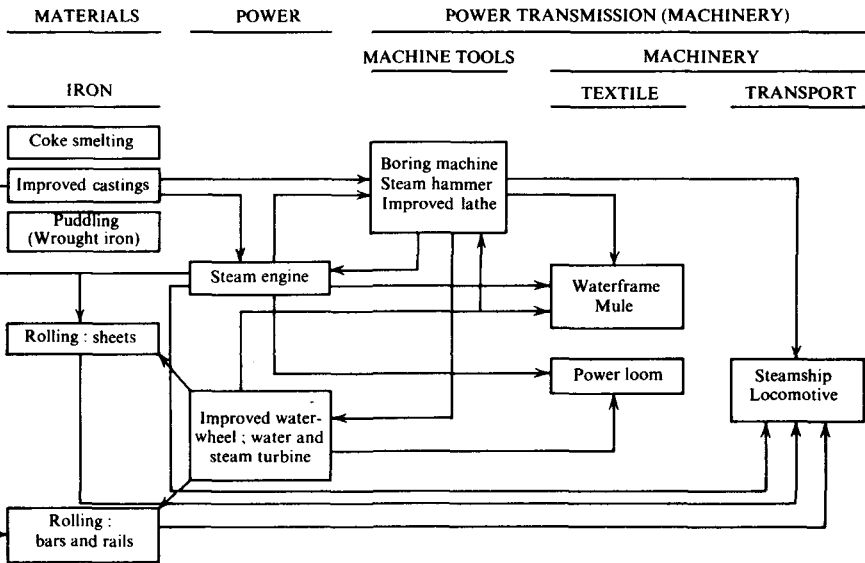 MATERIALS
POWER
POWER TRANSMISSION (MACHINERY)
MACHINE TOOLS
MACHINERY
IRON
TEXTILE
TRANSPORT
Coke smelting
Improved castings
Puddling
(Wrought iron)
Boring machine
Steam hammer
Improved lathe
Steam engine
Waterframe
Mule
Rolling : sheets
Power loom
Steamship
Locomotive
Improved water-
wheel ; water and
steam turbine
Rolling :
bars and rails